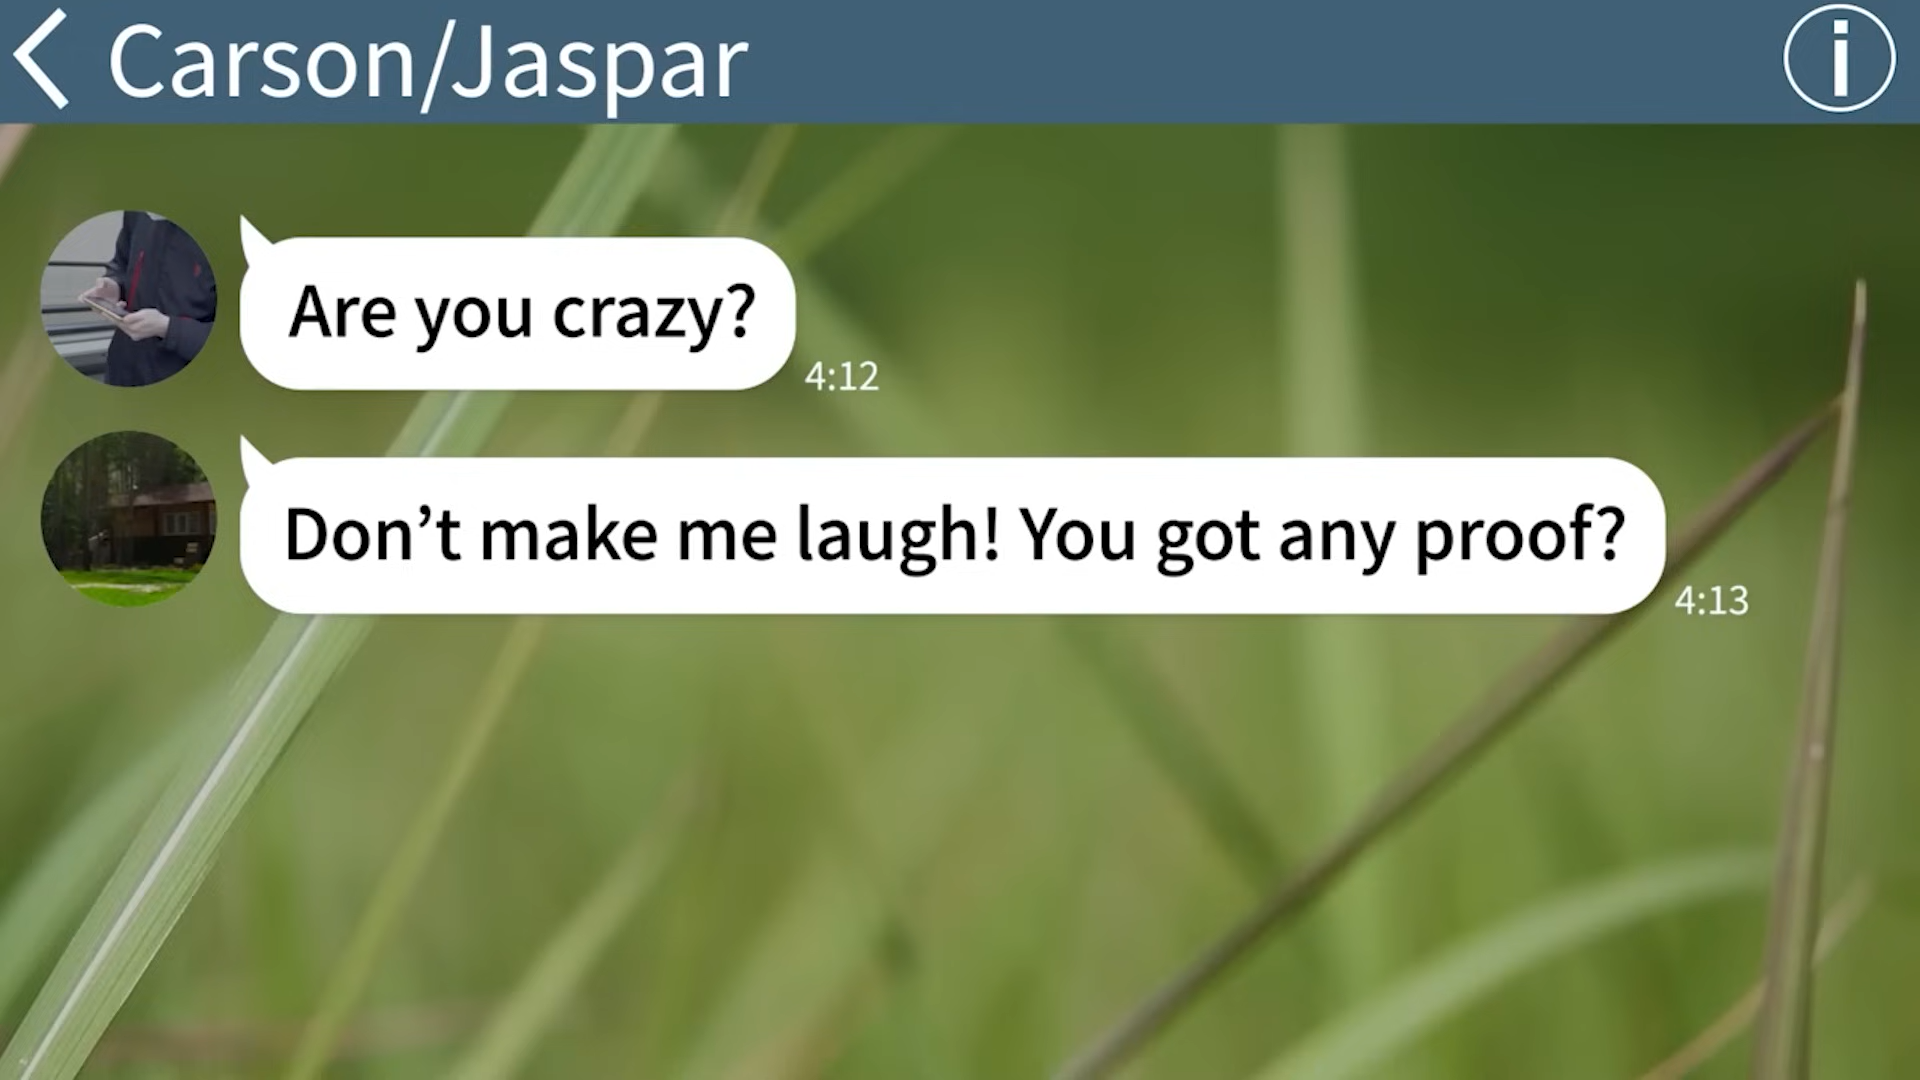 Carson/Jaspar
Are you crazy?
4:12
Don’t make me laugh! You got any proof?
4:13